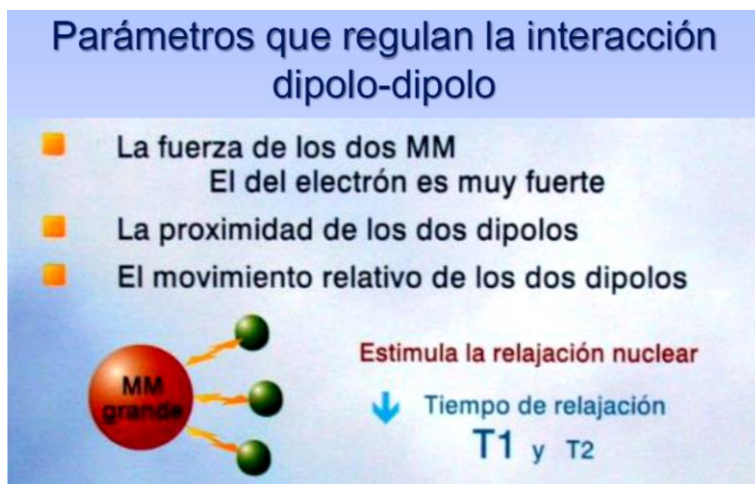 Parámetros que regulan la interacción
dipolo-dipolo
La fuerza de los dos MM
El del electrón es muy fuerte
La proximidad de los dos dipolos
El movimiento relativo de los dos dipolos
MM
grande
Estimula la relajación nuclear
Tiempo de relajación
T1 y T2